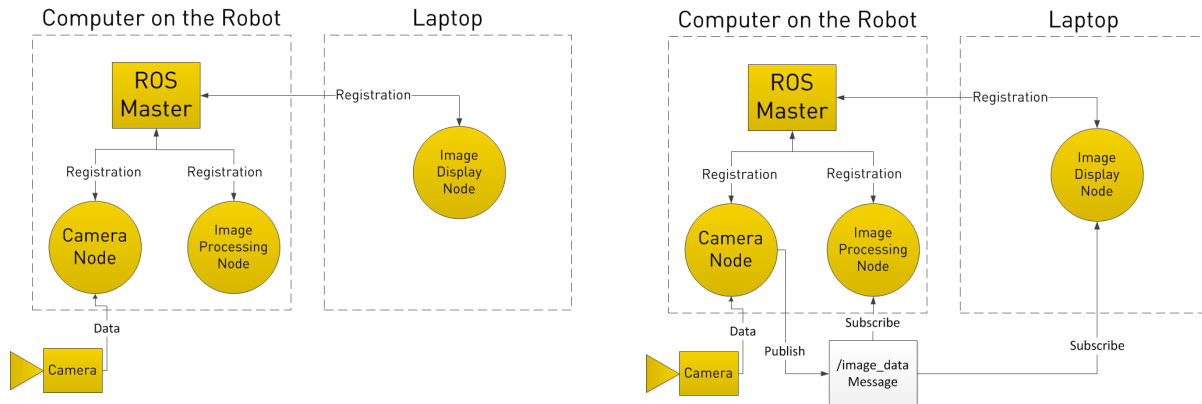 Computer on the Robot
Laptop
ROS
Master
Registration
Image
Display
Node
Registration
Registration
Camera
Node
Image
Processing
Node
Data
Camera
Computer on the Robot
Laptop
ROS
Master
Registration
Image
Display
Node
Registration
Registration
Camera
Node
Image
Processing
Node
Data
Subscribe
Publish
Subscribe
Camera
/image_data
Message